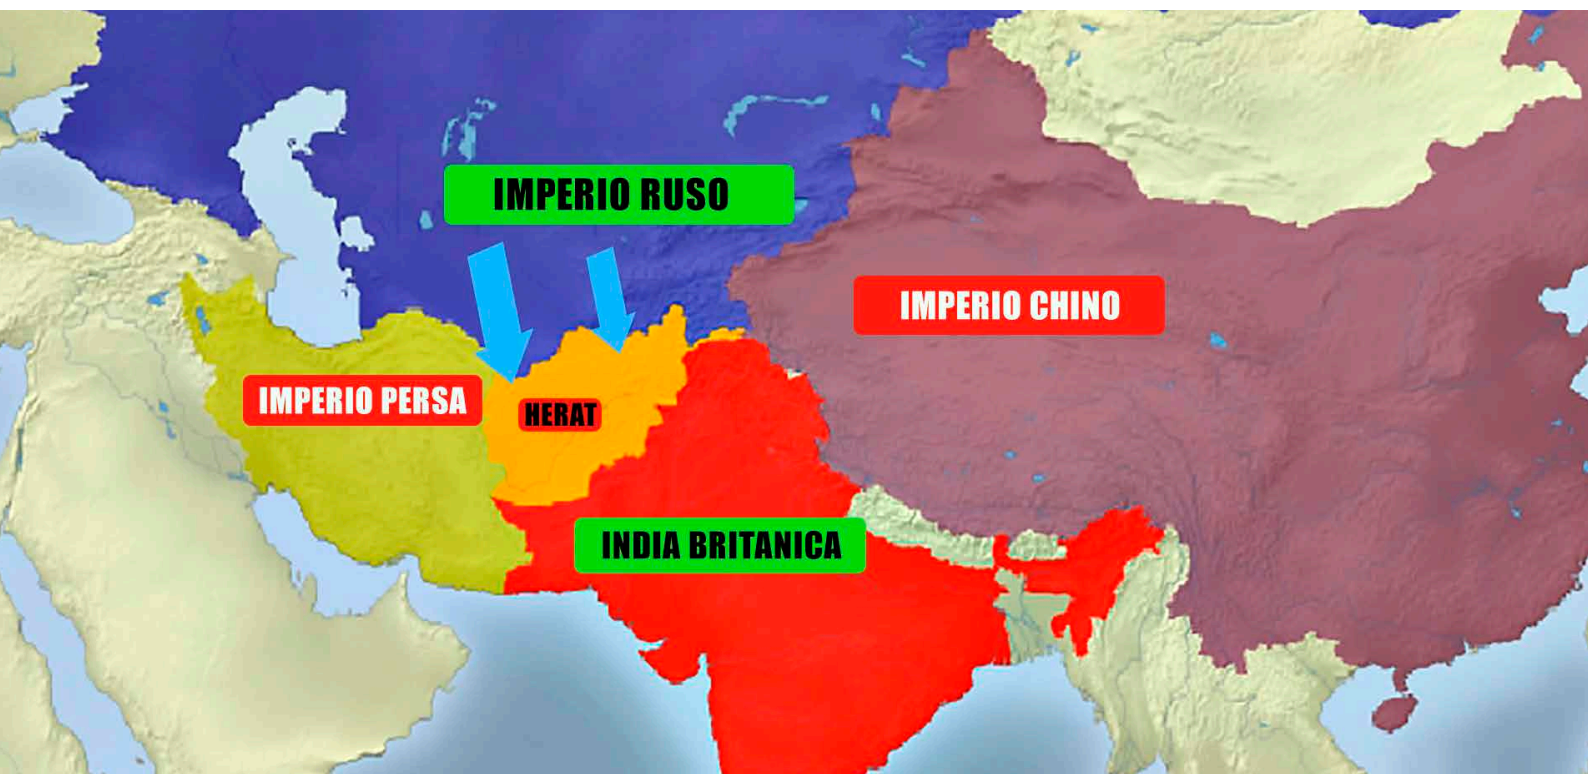 IMPERIO RUSO
IMPERIO CHINO
IMPERIO PERSA
HERAT
INDIA BRITANICA